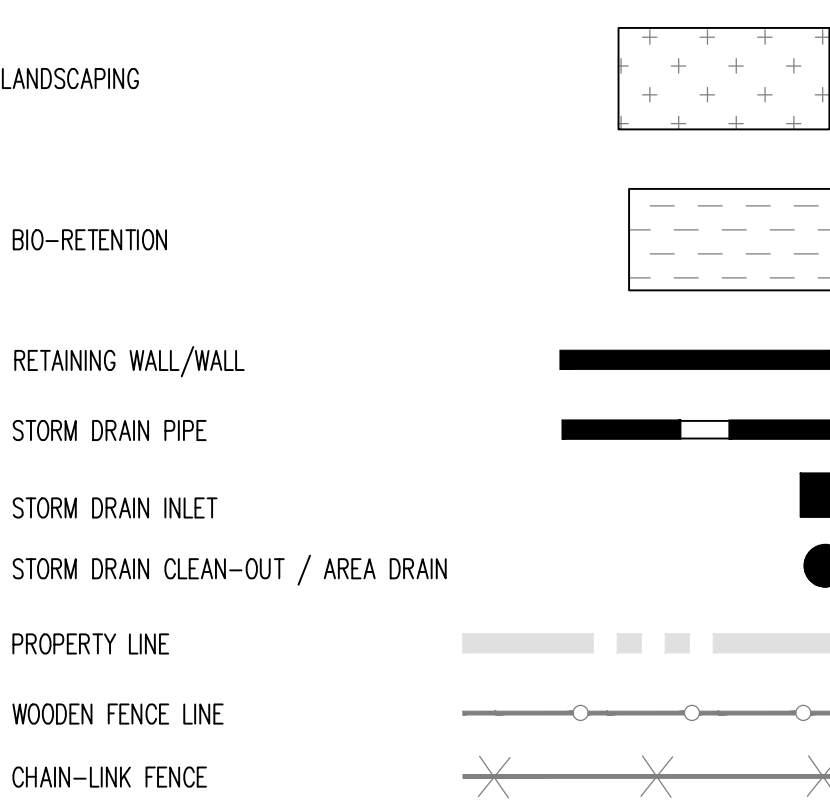 LANDSCAPING
BIO-RETENTION
RETAINING WALL/WALL
STORM DRAIN PIPE
STORM DRAIN INLET
STORM DRAIN CLEAN-OUT / AREA DRAIN
PROPERTY LINE
WOODEN FENCE LINE
CHAIN-LINK FENCE